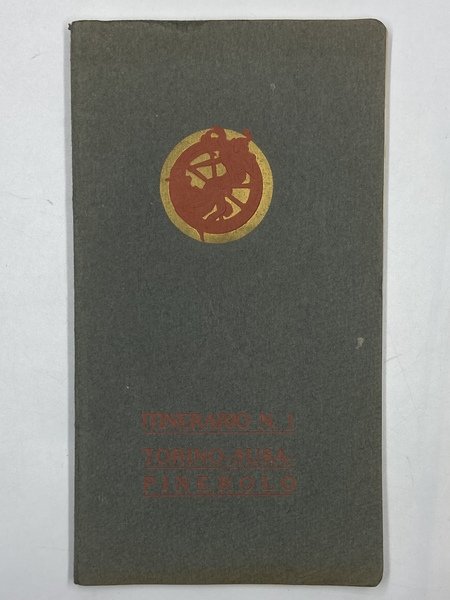 ITINERARIO N. 1
TORINO-SUSA-
PINEROLO